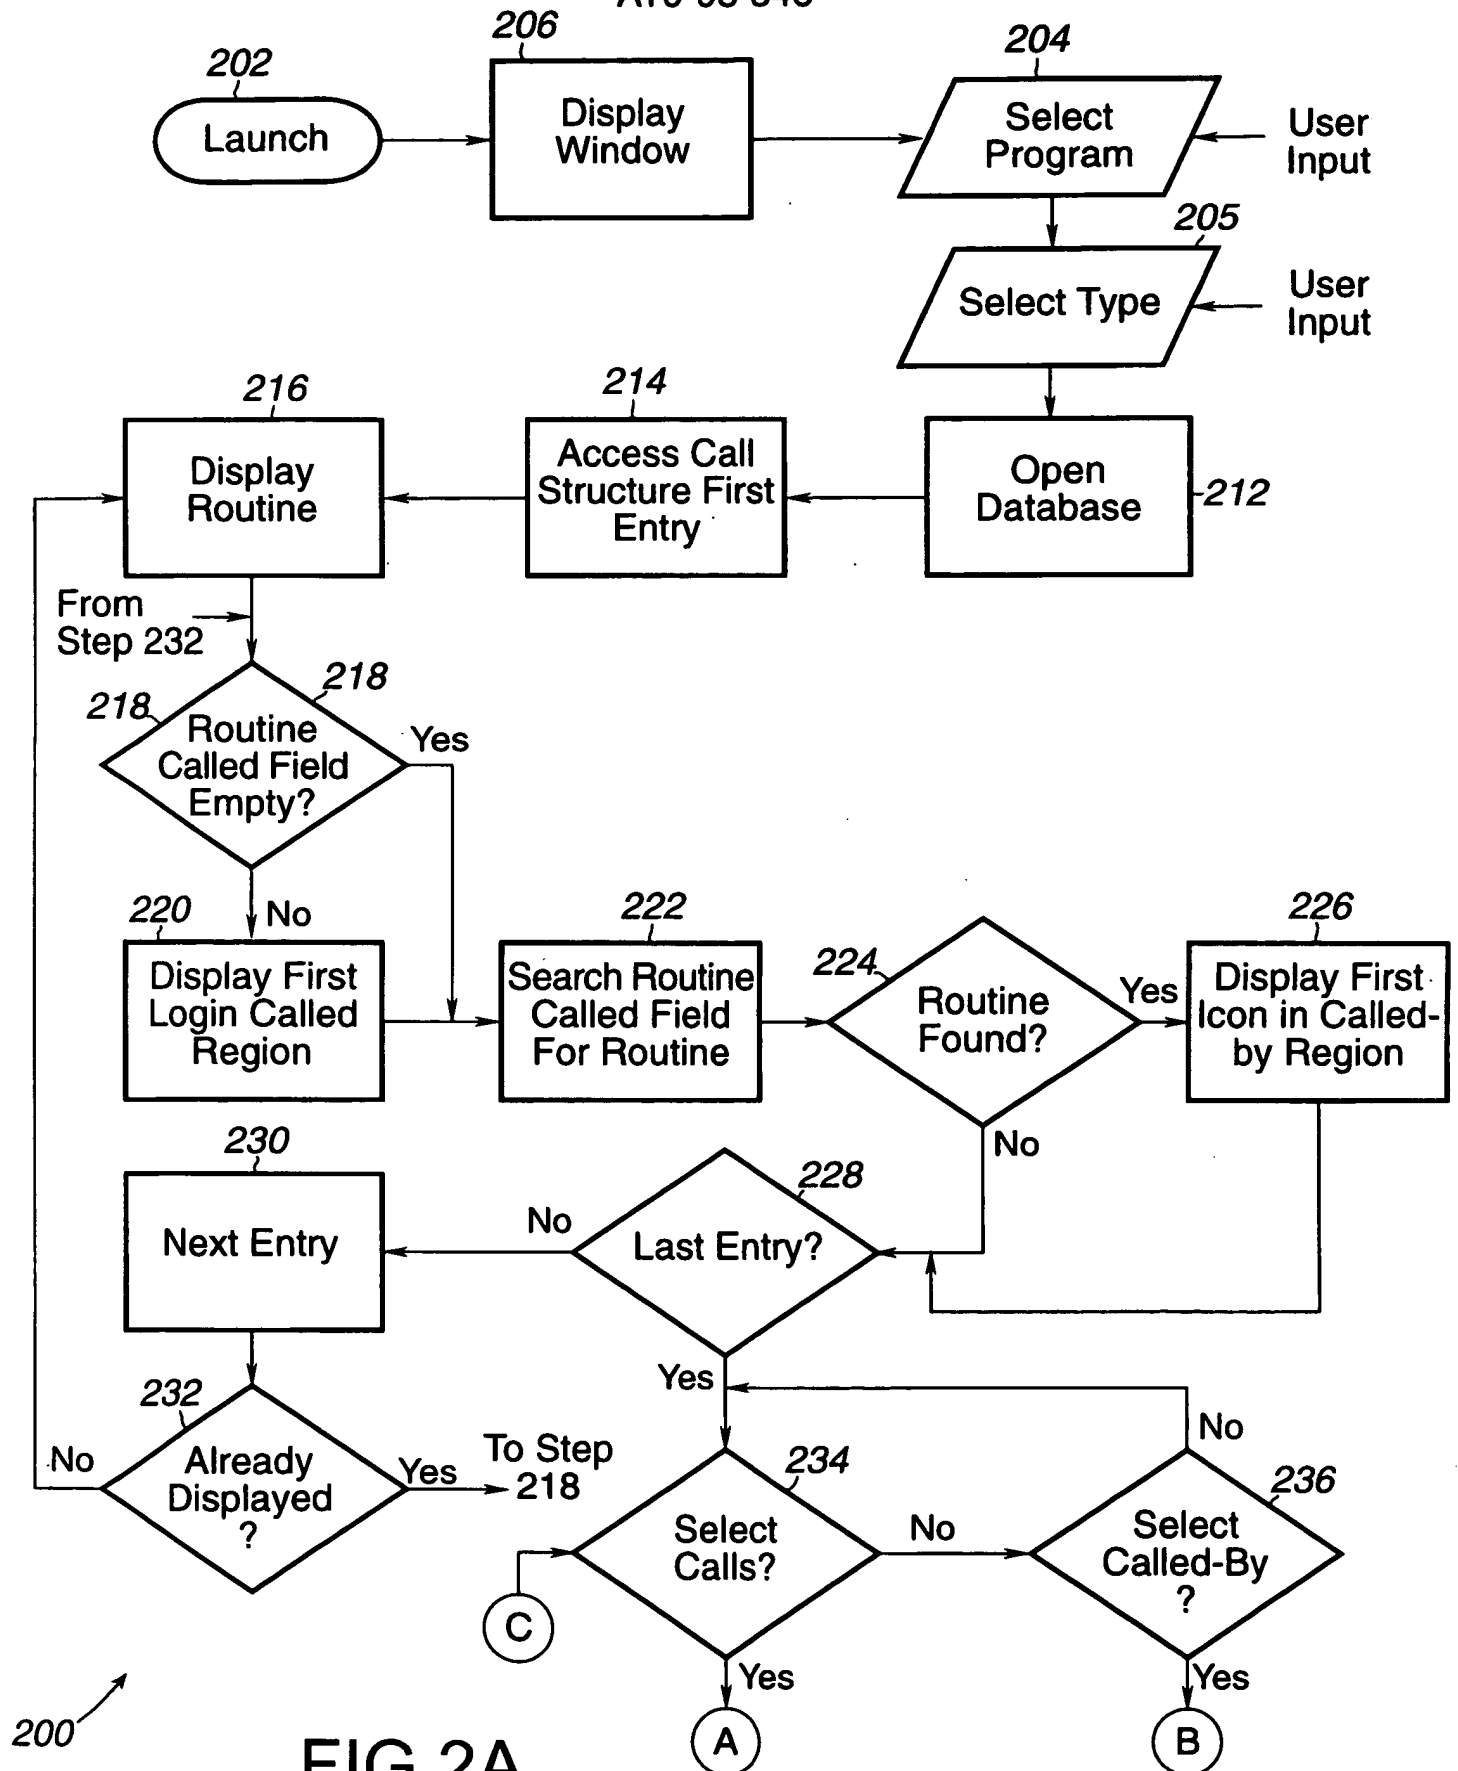 206
204
202
Launch
Display
Window
Select
Program
User
Input
205
Select Type
User
Input
216
214
Display
Routine
Access Call
Structure First
Entry
Open
Database
212
From
Step 232
218
218
Routine
Called Field
Empty?
Yes
No
220
222
224
226
Display First
Login Called
Region
Search Routine
Called Field
For Routine
Routine
Found?
Yes
Display First
Icon in Called-
by Region
No
230
228
Next Entry
No
Last Entry?
Yes
232
No
Already
Displayed
?
Yes
To Step
218
234
Select
Calls?
No
236
No
Select
Called-By
?
C
Yes
Yes
A
B
200
FIG 2A